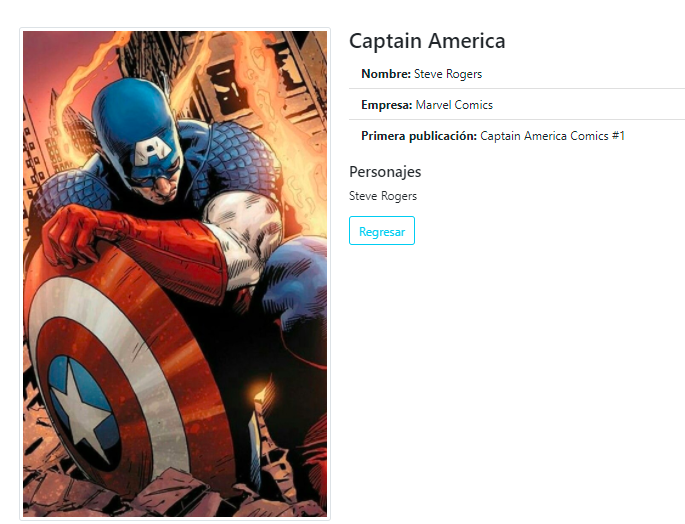 Captain America
Nombre: Steve Rogers
Empresa: Marvel Comics
Primera publicación: Captain America Comics #1
Personajes
Steve Rogers
Regresar
A